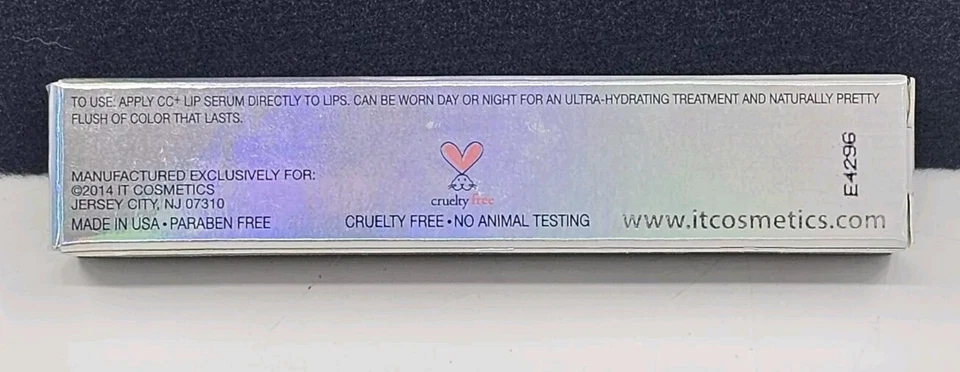 TO USE: APPLY CC+ LIP SERUM DIRECTLY TO LIPS. CAN BE WORN DAY OR NIGHT FOR AN ULTRA-HYDRATING TREATMENT AND NATURALLY PRETTY
FLUSH OF COLOR THAT LASTS.
MANUFACTURED EXCLUSIVELY FOR:
©2014 IT COSMETICS
JERSEY CITY, NJ 07310
MADE IN USA • PARABEN FREE
cruelty free
CRUELTY FREE • NO ANIMAL TESTING
www.itcosmetics.com
E4296